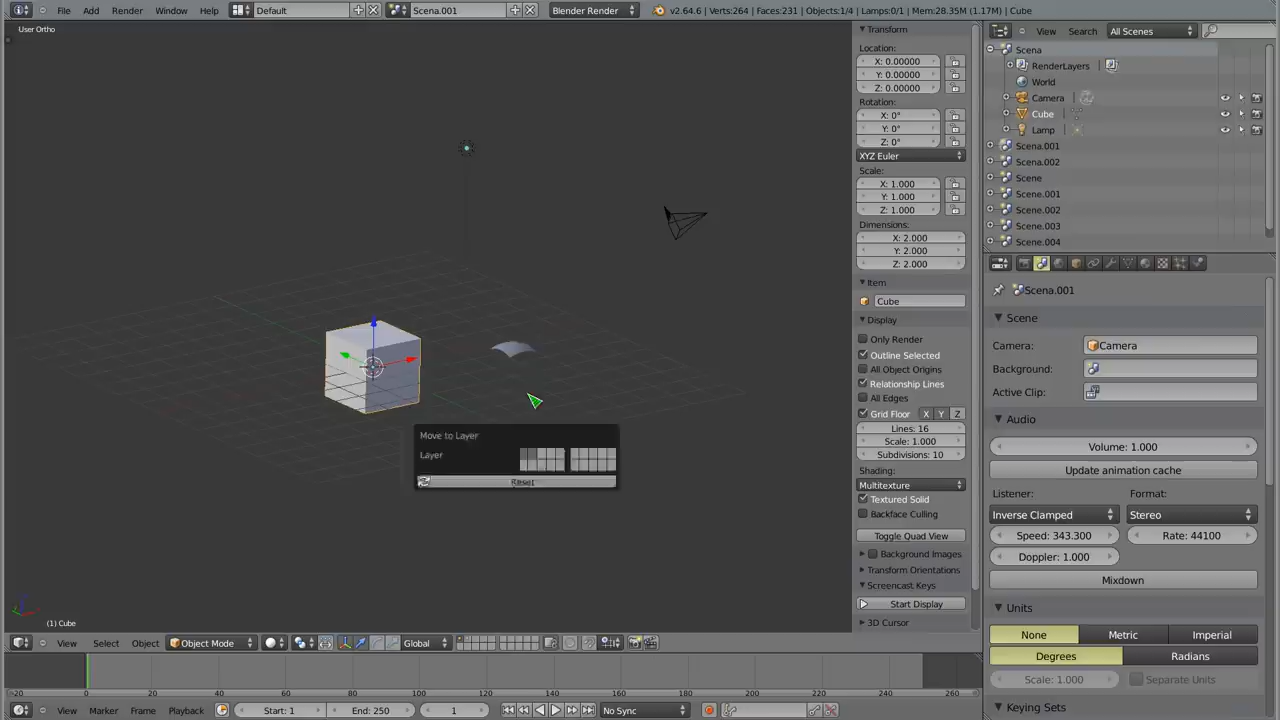 File Add Render Window Help Default Scena.001 Blender Render v2.64.6 | Verts:264 | Faces:231 | Objects:1/4 | Lamps:0/1 | Mem:28.35M (1.17M) | Cube
User Ortho
(1) Cube
Move to Layer
Layer
Reset
View Select Object Object Mode Global
Transform
Location:
X: 0.00000
Y: 0.00000
Z: 0.00000
Rotation:
X: 0°
Y: 0°
Z: 0°
XYZ Euler
Scale:
X: 1.000
Y: 1.000
Z: 1.000
Dimensions:
X: 2.000
Y: 2.000
Z: 2.000
Item
Cube
Display
Only Render
Outline Selected
All Object Origins
Relationship Lines
All Edges
Grid Floor X Y Z
Lines: 16
Scale: 1.000
Subdivisions: 10
Shading:
Multitexture
Textured Solid
Backface Culling
Toggle Quad View
Background Images
Transform Orientations
Screencast Keys
Start Display
3D Cursor
View Search All Scenes
Scena
RenderLayers |
World
Camera |
Cube |
Lamp |
Scena.001
Scena.002
Scene
Scene.001
Scene.002
Scene.003
Scene.004
Scena.001
Scene
Camera: Camera
Background:
Active Clip:
Audio
Volume: 1.000
Update animation cache
Listener: Format:
Inverse Clamped Stereo
Speed: 343.300 Rate: 44100
Doppler: 1.000
Mixdown
Units
None Metric Imperial
Degrees Radians
Scale: 1.000 Separate Units
Keying Sets
-20 0 20 40 60 80 100 120 140 160 180 200 220 240 260
View Marker Frame Playback Start: 1 End: 250 1 No Sync